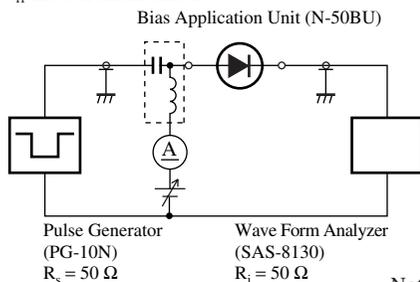 Bias Application Unit (N-50BU)
A
Pulse Generator
(PG-10N)
Rs = 50 Ω
Wave Form Analyzer
(SAS-8130)
Ri = 50 Ω